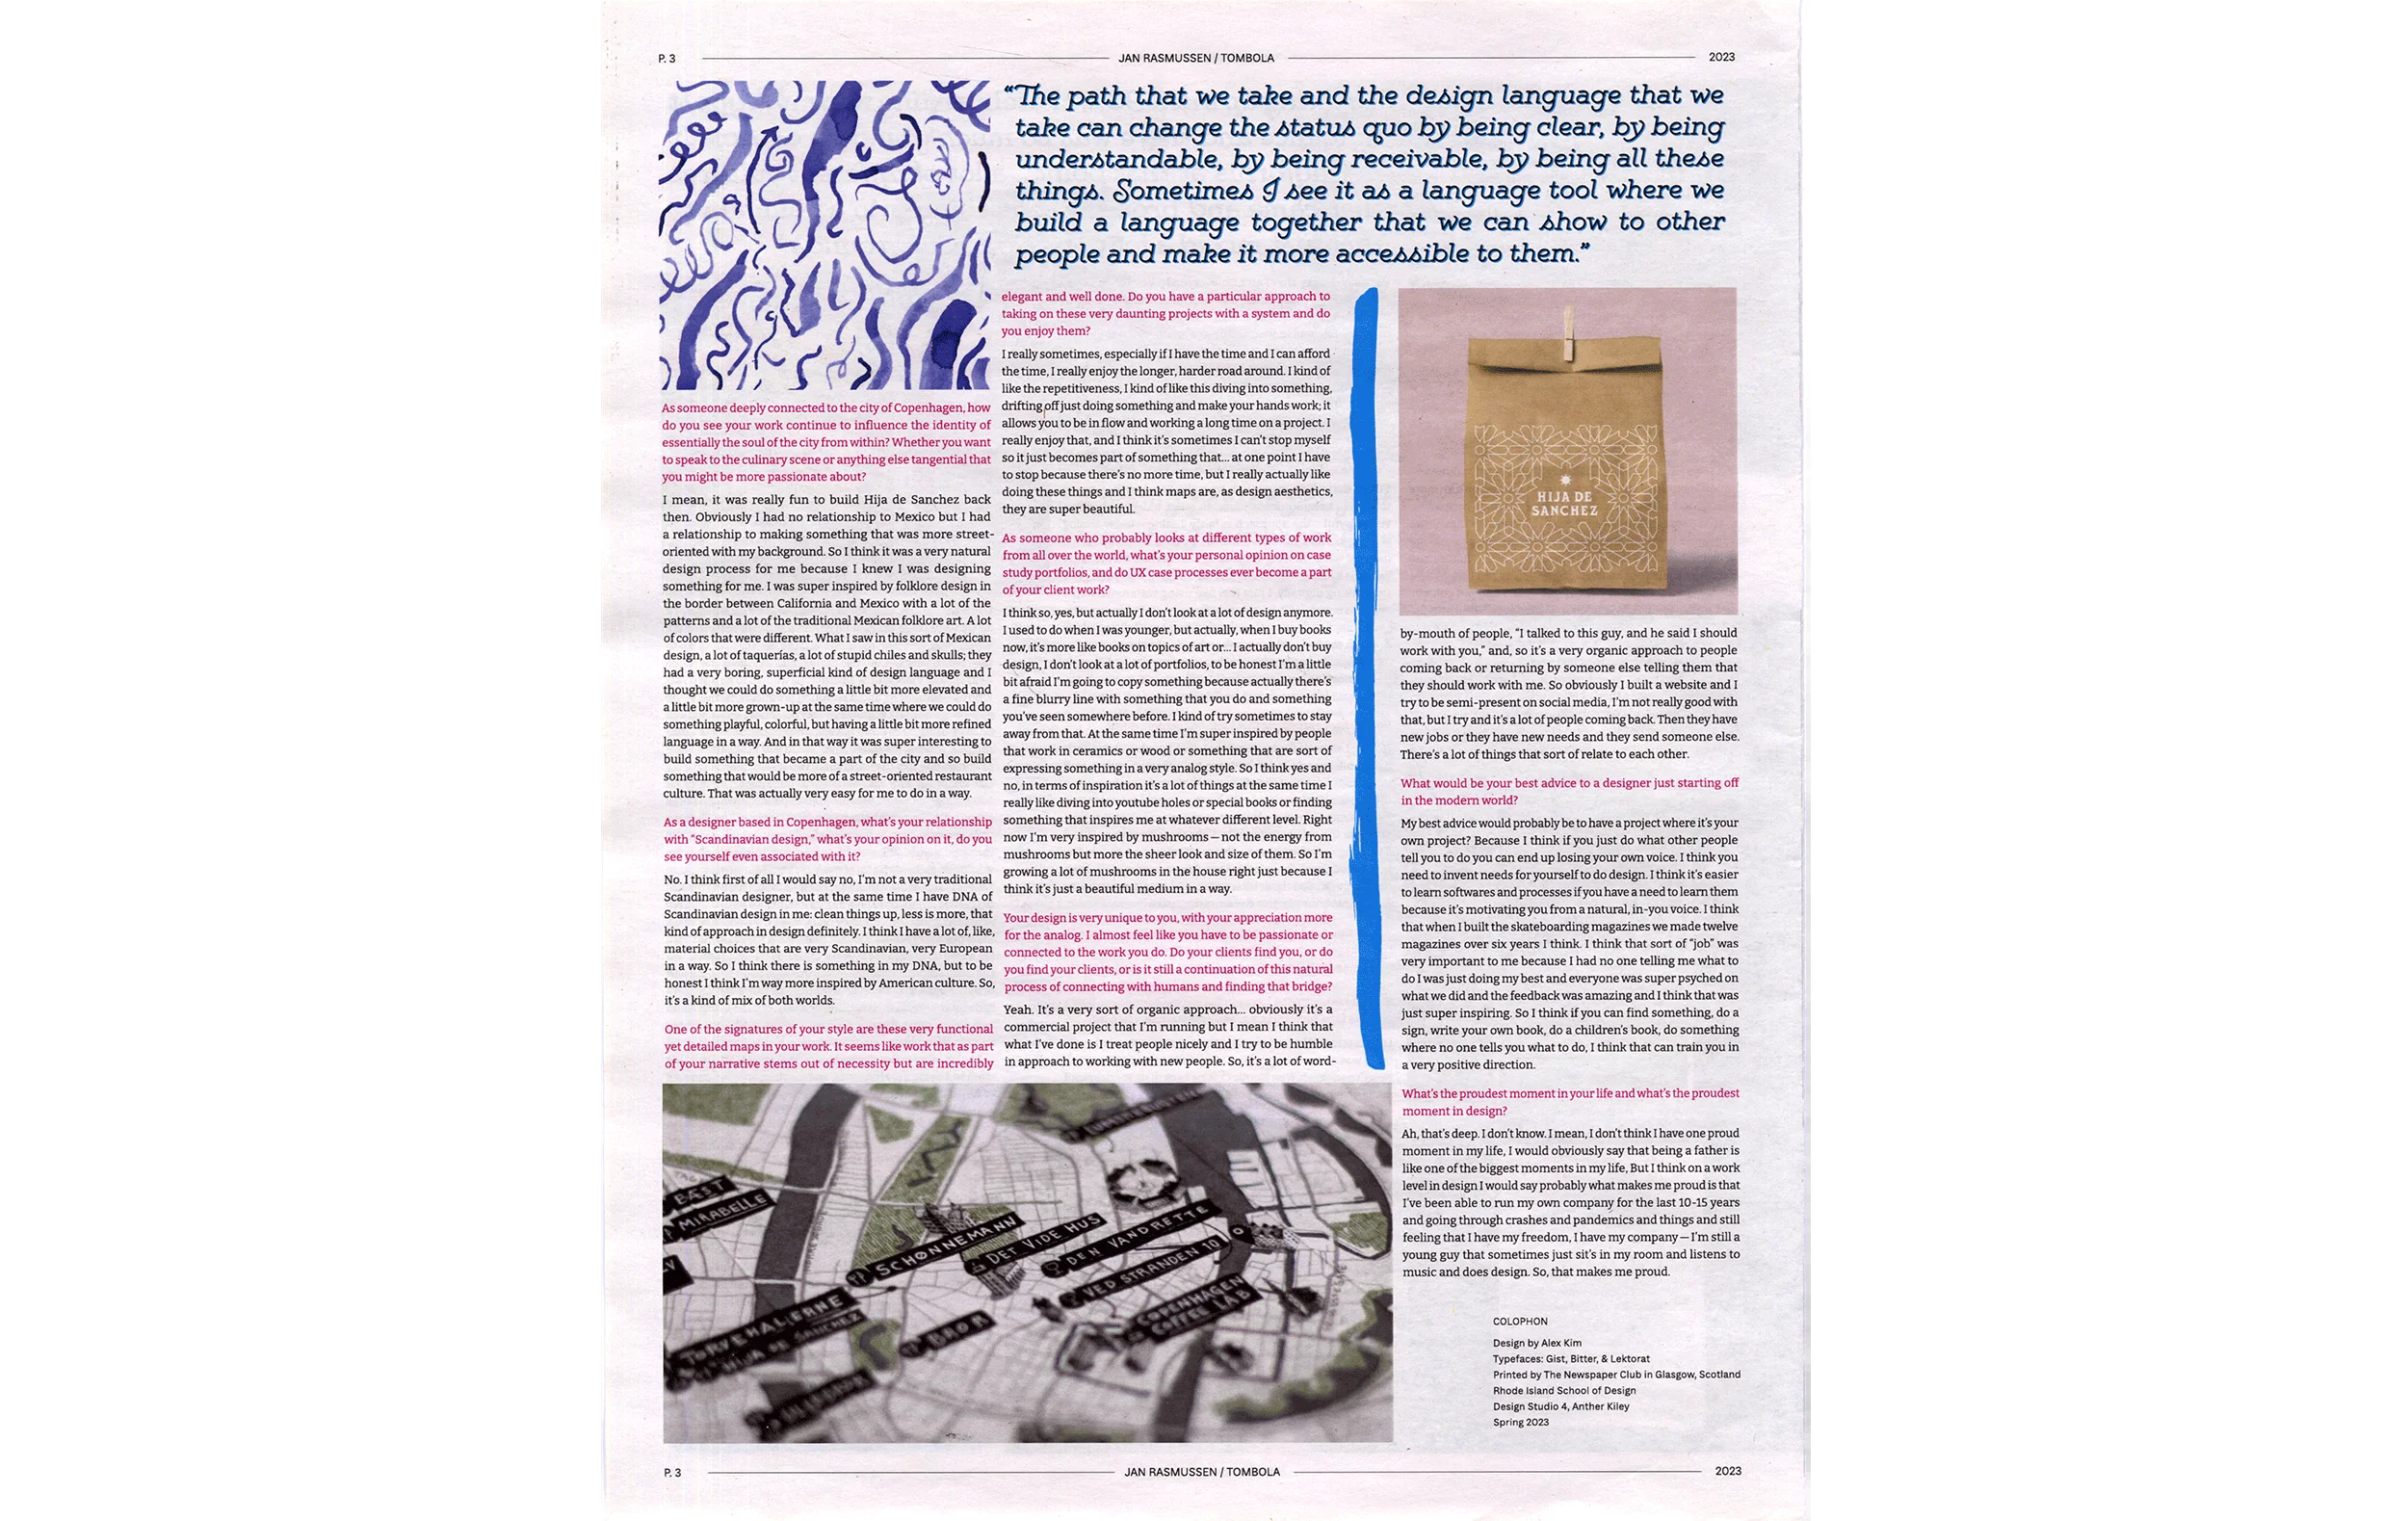 P. 3
JAN RASMUSSEN / TOMBOLA
2023
“The path that we take and the design language that we
take can change the status quo by being clear, by being
understandable, by being receivable, by being all these
things. Sometimes I see it as a language tool where we
build a language together that we can show to other
people and make it more accessible to them.”
As someone deeply connected to the city of Copenhagen, how
do you see your work continue to influence the identity of
essentially the soul of the city from within? Whether you want
to speak to the culinary scene or anything else tangential that
you might be more passionate about?
I mean, it was really fun to build Hija de Sanchez back
then. Obviously I had no relationship to Mexico but I had
a relationship to making something that was more street-
oriented with my background. So I think it was a very natural
design process for me because I knew I was designing
something for me. I was super inspired by folklore design in
the border between California and Mexico with a lot of the
patterns and a lot of the traditional Mexican folklore art. A lot
of colors that were different. What I saw in this sort of Mexican
design, a lot of taquerías, a lot of stupid chiles and skulls; they
had a very boring, superficial kind of design language and I
thought we could do something a little bit more elevated and
a little bit more grown-up at the same time where we could do
something playful, colorful, but having a little bit more refined
language in a way. And in that way it was super interesting to
build something that became a part of the city and so build
something that would be more of a street-oriented restaurant
culture. That was actually very easy for me to do in a way.
As a designer based in Copenhagen, what’s your relationship
with “Scandinavian design,” what’s your opinion on it, do you
see yourself even associated with it?
No. I think first of all I would say no, I’m not a very traditional
Scandinavian designer, but at the same time I have DNA of
Scandinavian design in me: clean things up, less is more, that
kind of approach in design definitely. I think I have a lot of, like,
material choices that are very Scandinavian, very European
in a way. So I think there is something in my DNA, but to be
honest I think I’m way more inspired by American culture. So,
it’s a kind of mix of both worlds.
One of the signatures of your style are these very functional
yet detailed maps in your work. It seems like work that as part
of your narrative stems out of necessity but are incredibly
elegant and well done. Do you have a particular approach to
taking on these very daunting projects with a system and do
you enjoy them?
I really sometimes, especially if I have the time and I can afford
the time, I really enjoy the longer, harder road around. I kind of
like the repetitiveness, I kind of like this diving into something,
drifting off just doing something and make your hands work; it
allows you to be in flow and working a long time on a project. I
really enjoy that, and I think it’s sometimes I can’t stop myself
so it just becomes part of something that... at one point I have
to stop because there’s no more time, but I really actually like
doing these things and I think maps are, as design aesthetics,
they are super beautiful.
As someone who probably looks at different types of work
from all over the world, what’s your personal opinion on case
study portfolios, and do UX case processes ever become a part
of your client work?
I think so, yes, but actually I don’t look at a lot of design anymore.
I used to do when I was younger, but actually, when I buy books
now, it’s more like books on topics of art or... I actually don’t buy
design, I don’t look at a lot of portfolios, to be honest I’m a little
bit afraid I’m going to copy something because actually there’s
a fine blurry line with something that you do and something
you’ve seen somewhere before. I kind of try sometimes to stay
away from that. At the same time I’m super inspired by people
that work in ceramics or wood or something that are sort of
expressing something in a very analog style. So I think yes and
no, in terms of inspiration it’s a lot of things at the same time I
really like diving into youtube holes or special books or finding
something that inspires me at whatever different level. Right
now I’m very inspired by mushrooms — not the energy from
mushrooms but more the sheer look and size of them. So I’m
growing a lot of mushrooms in the house right just because I
think it’s just a beautiful medium in a way.
Your design is very unique to you, with your appreciation more
for the analog. I almost feel like you have to be passionate or
connected to the work you do. Do your clients find you, or do
you find your clients, or is it still a continuation of this natural
process of connecting with humans and finding that bridge?
Yeah. It’s a very sort of organic approach... obviously it’s a
commercial project that I’m running but I mean I think that
what I’ve done is I treat people nicely and I try to be humble
in approach to working with new people. So, it’s a lot of word-
HIJA DE
SANCHEZ
by-mouth of people, “I talked to this guy, and he said I should
work with you,” and, so it’s a very organic approach to people
coming back or returning by someone else telling them that
they should work with me. So obviously I built a website and I
try to be semi-present on social media, I’m not really good with
that, but I try and it’s a lot of people coming back. Then they have
new jobs or they have new needs and they send someone else.
There’s a lot of things that sort of relate to each other.
What would be your best advice to a designer just starting off
in the modern world?
My best advice would probably be to have a project where it’s your
own project? Because I think if you just do what other people
tell you to do you can end up losing your own voice. I think you
need to invent needs for yourself to do design. I think it’s easier
to learn softwares and processes if you have a need to learn them
because it’s motivating you from a natural, in-you voice. I think
that when I built the skateboarding magazines we made twelve
magazines over six years I think. I think that sort of “job” was
very important to me because I had no one telling me what to
do I was just doing my best and everyone was super psyched on
what we did and the feedback was amazing and I think that was
just super inspiring. So I think if you can find something, do a
sign, write your own book, do a children’s book, do something
where no one tells you what to do, I think that can train you in
a very positive direction.
What’s the proudest moment in your life and what’s the proudest
moment in design?
Ah, that’s deep. I don’t know. I mean, I don’t think I have one proud
moment in my life, I would obviously say that being a father is
like one of the biggest moments in my life, But I think on a work
level in design I would say probably what makes me proud is that
I’ve been able to run my own company for the last 10-15 years
and going through crashes and pandemics and things and still
feeling that I have my freedom, I have my company — I’m still a
young guy that sometimes just sit’s in my room and listens to
music and does design. So, that makes me proud.
BÆST
MIRABELLE
SCHØNNEMANN
DET VIDE HUS
DEN VANDRETTE
VED STRANDEN 10
COPENHAGEN
COFFEE LAB
TORVEHALLERNE
HIJA DE SANCHEZ
BROR
COLOPHON
Design by Alex Kim
Typefaces: Gist, Bitter, & Lektorat
Printed by The Newspaper Club in Glasgow, Scotland
Rhode Island School of Design
Design Studio 4, Anther Kiley
Spring 2023
P. 3
JAN RASMUSSEN / TOMBOLA
2023